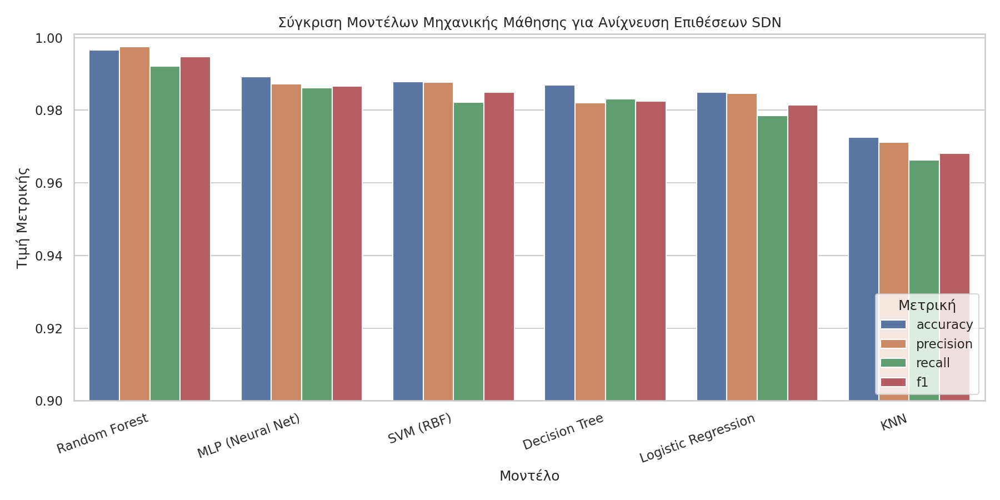 Σύγκριση Μοντέλων Μηχανικής Μάθησης για Ανίχνευση Επιθέσεων SDN
1.00
0.98
0.96
0.94
0.92
0.90
Τιμή Μετρικής
Μετρική
accuracy
precision
recall
f1
Random Forest
MLP (Neural Net)
SVM (RBF)
Decision Tree
Logistic Regression
KNN
Μοντέλο